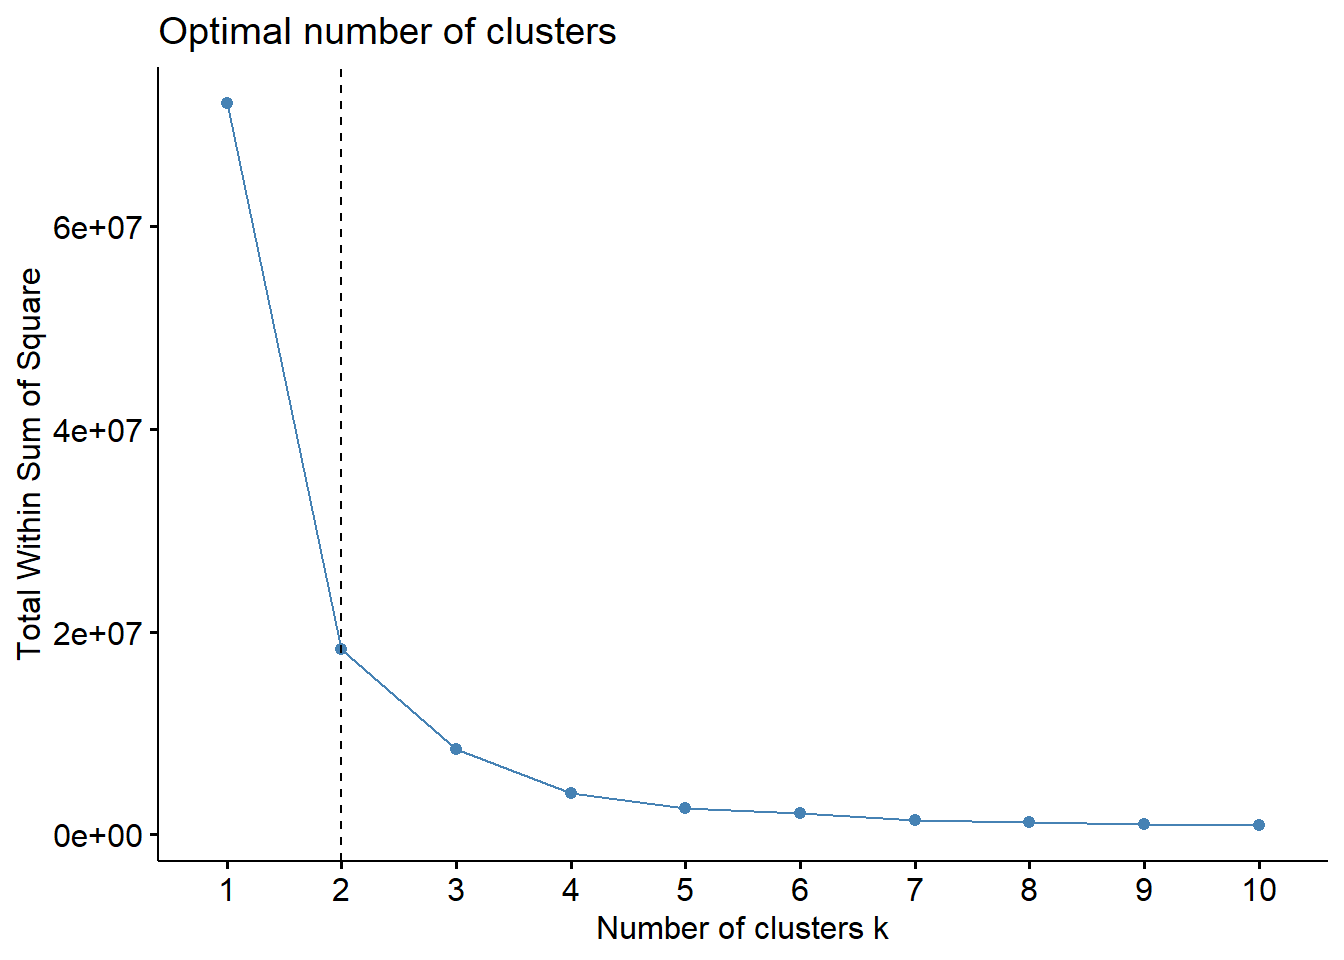 Optimal number of clusters
Total Within Sum of Square
6e+07
4e+07
2e+07
0e+00
1 2 3 4 5 6 7 8 9 10
Number of clusters k